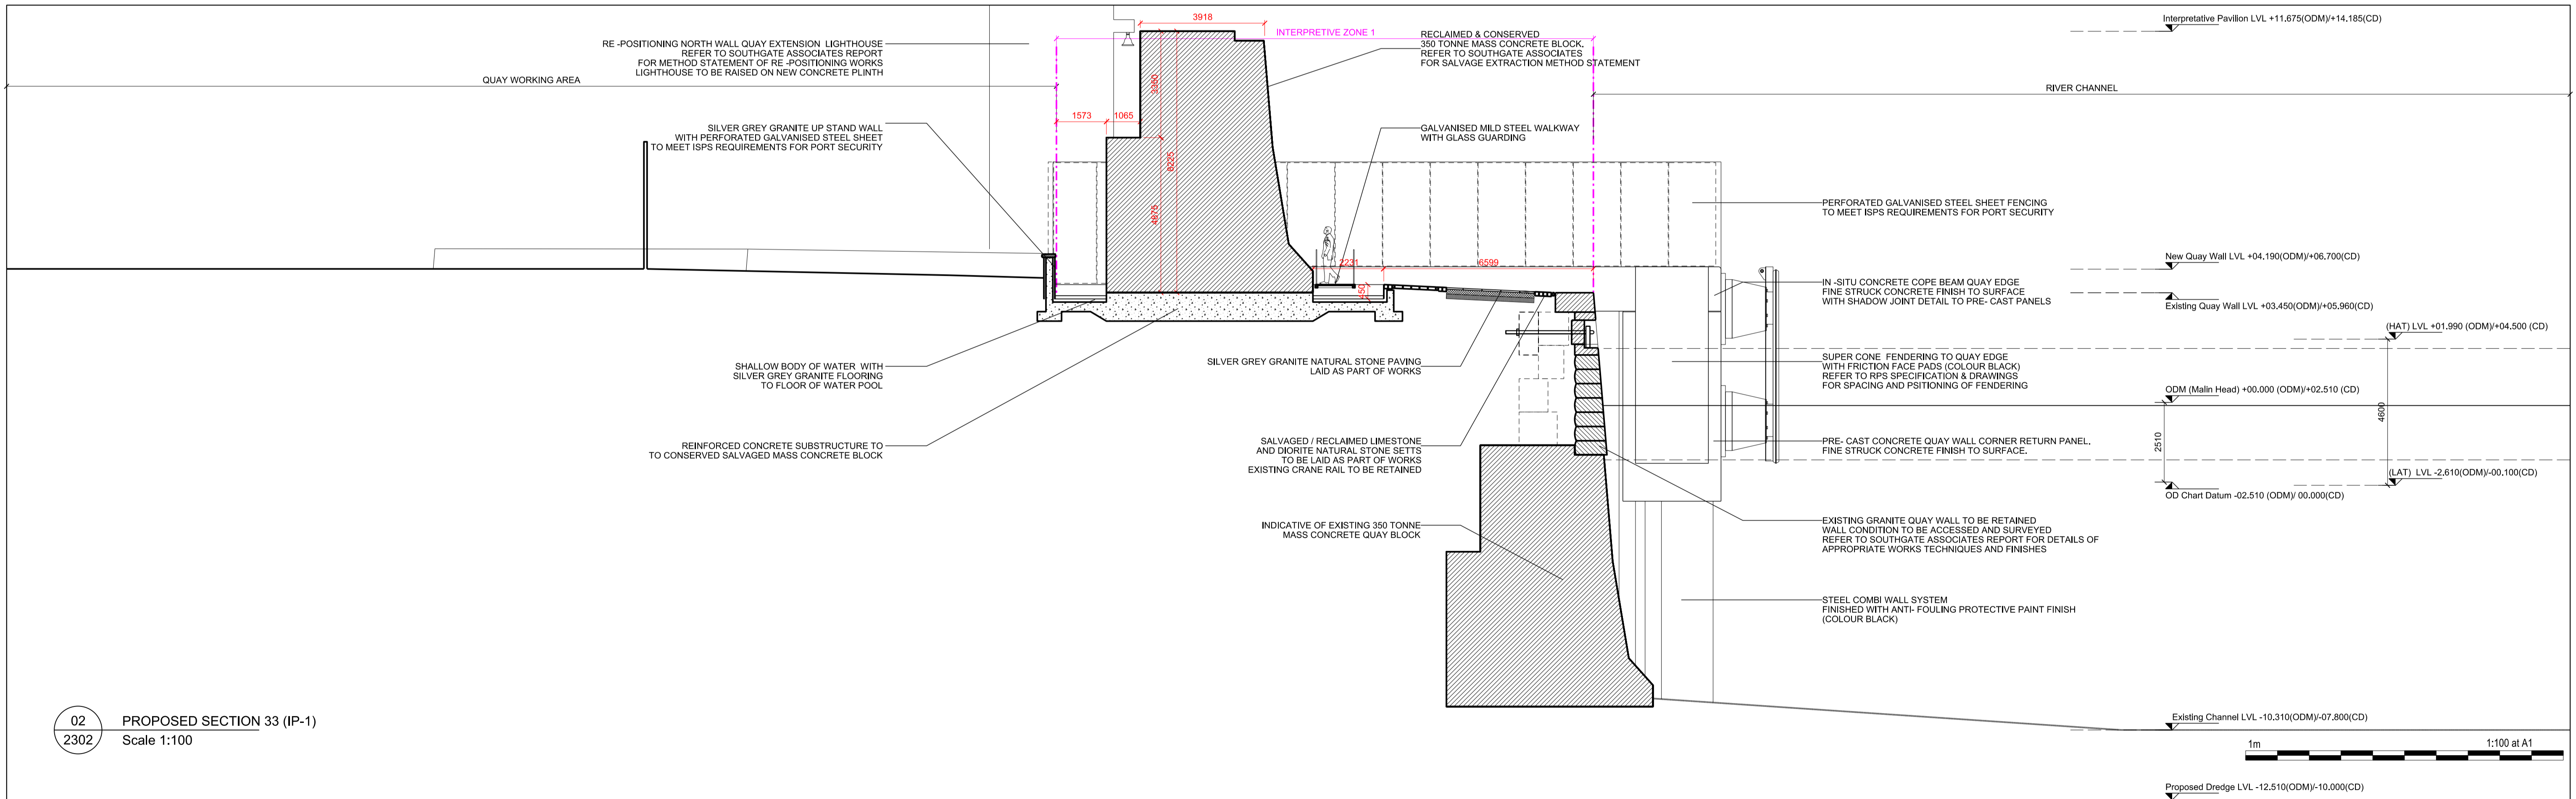 3918
INTERPRETIVE ZONE 1
RE -POSITIONING NORTH WALL QUAY EXTENSION LIGHTHOUSE
REFER TO SOUTHGATE ASSOCIATES REPORT
FOR METHOD STATEMENT OF RE -POSITIONING WORKS
LIGHTHOUSE TO BE RAISED ON NEW CONCRETE PLINTH
RECLAIMED & CONSERVED
350 TONNE MASS CONCRETE BLOCK.
REFER TO SOUTHGATE ASSOCIATES
FOR SALVAGE EXTRACTION METHOD STATEMENT
Interpretative Pavilion LVL +11.675(ODM)/+14.185(CD)
QUAY WORKING AREA
RIVER CHANNEL
3350
1573
1065
8225
4875
SILVER GREY GRANITE UP STAND WALL
WITH PERFORATED GALVANISED STEEL SHEET
TO MEET ISPS REQUIREMENTS FOR PORT SECURITY
GALVANISED MILD STEEL WALKWAY
WITH GLASS GUARDING
PERFORATED GALVANISED STEEL SHEET FENCING
TO MEET ISPS REQUIREMENTS FOR PORT SECURITY
2231
6599
450
New Quay Wall LVL +04.190(ODM)/+06.700(CD)
IN -SITU CONCRETE COPE BEAM QUAY EDGE
FINE STRUCK CONCRETE FINISH TO SURFACE
WITH SHADOW JOINT DETAIL TO PRE- CAST PANELS
Existing Quay Wall LVL +03.450(ODM)/+05.960(CD)
(HAT) LVL +01.990 (ODM)/+04.500 (CD)
SHALLOW BODY OF WATER WITH
SILVER GREY GRANITE FLOORING
TO FLOOR OF WATER POOL
SILVER GREY GRANITE NATURAL STONE PAVING
LAID AS PART OF WORKS
SUPER CONE FENDERING TO QUAY EDGE
WITH FRICTION FACE PADS (COLOUR BLACK)
REFER TO RPS SPECIFICATION & DRAWINGS
FOR SPACING AND PSITIONING OF FENDERING
ODM (Malin Head) +00.000 (ODM)/+02.510 (CD)
4600
2510
REINFORCED CONCRETE SUBSTRUCTURE TO
TO CONSERVED SALVAGED MASS CONCRETE BLOCK
SALVAGED / RECLAIMED LIMESTONE
AND DIORITE NATURAL STONE SETTS
TO BE LAID AS PART OF WORKS
EXISTING CRANE RAIL TO BE RETAINED
PRE- CAST CONCRETE QUAY WALL CORNER RETURN PANEL.
FINE STRUCK CONCRETE FINISH TO SURFACE.
(LAT) LVL -2.610(ODM)/-00.100(CD)
OD Chart Datum -02.510 (ODM)/ 00.000(CD)
INDICATIVE OF EXISTING 350 TONNE
MASS CONCRETE QUAY BLOCK
EXISTING GRANITE QUAY WALL TO BE RETAINED
WALL CONDITION TO BE ACCESSED AND SURVEYED
REFER TO SOUTHGATE ASSOCIATES REPORT FOR DETAILS OF
APPROPRIATE WORKS TECHNIQUES AND FINISHES
STEEL COMBI WALL SYSTEM
FINISHED WITH ANTI- FOULING PROTECTIVE PAINT FINISH
(COLOUR BLACK)
02
2302
PROPOSED SECTION 33 (IP-1)
Scale 1:100
Existing Channel LVL -10.310(ODM)/-07.800(CD)
1m
1:100 at A1
Proposed Dredge LVL -12.510(ODM)/-10.000(CD)